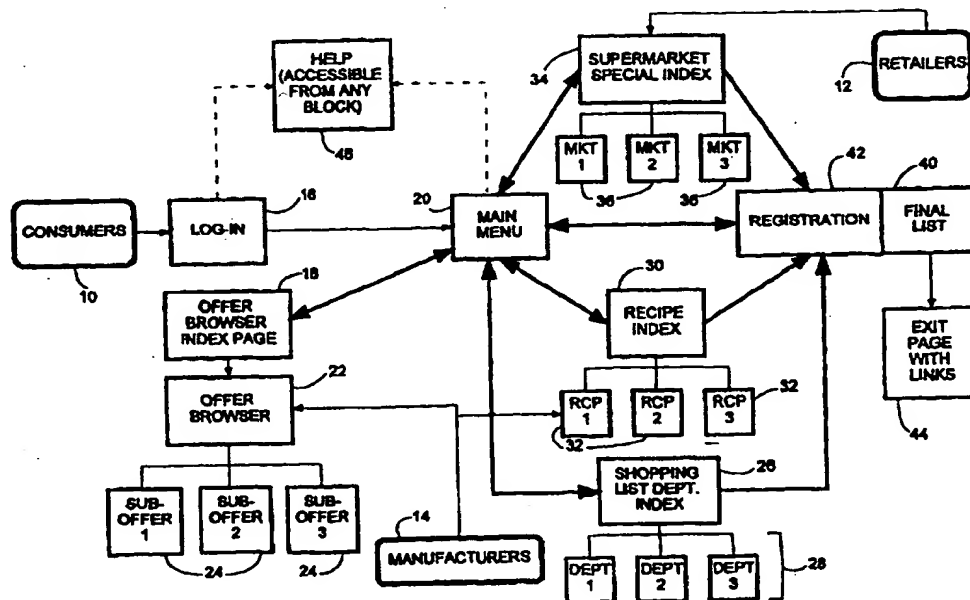 HELP
(ACCESSIBLE
FROM ANY
BLOCK)
46
34
SUPERMARKET
SPECIAL INDEX
RETAILERS
12
MKT
1
MKT
2
MKT
3
36
36
42
40
CONSUMERS
10
16
LOG-IN
20
MAIN
MENU
REGISTRATION
FINAL
LIST
18
OFFER
BROWSER
INDEX PAGE
30
RECIPE
INDEX
EXIT
PAGE
WITH
LINKS
44
22
OFFER
BROWSER
RCP
1
RCP
2
RCP
3
32
32
SUB-
OFFER
1
SUB-
OFFER
2
SUB-
OFFER
3
24
24
14
MANUFACTURERS
26
SHOPPING
LIST DEPT.
INDEX
DEPT
1
DEPT
2
DEPT
3
28